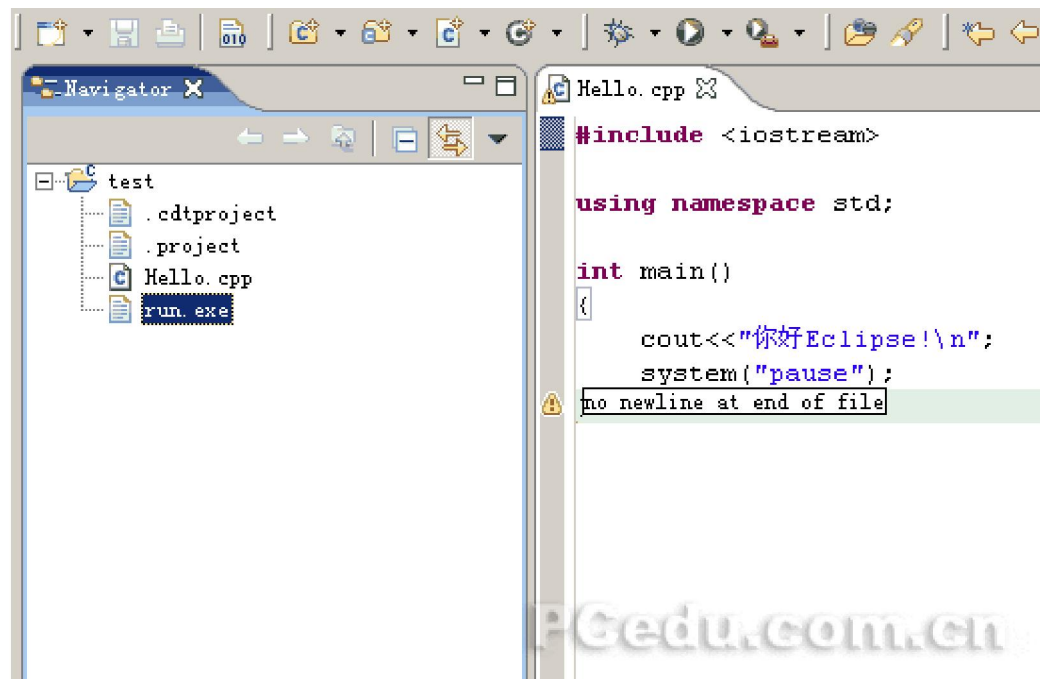 010
Navigator
test
.cdtproject
.project
Hello.cpp
run.exe
Hello.cpp
#include <iostream>
using namespace std;
int main()
{
cout<<"你好Eclipse!\n";
system("pause");
no newline at end of file
PCedu.com.cn